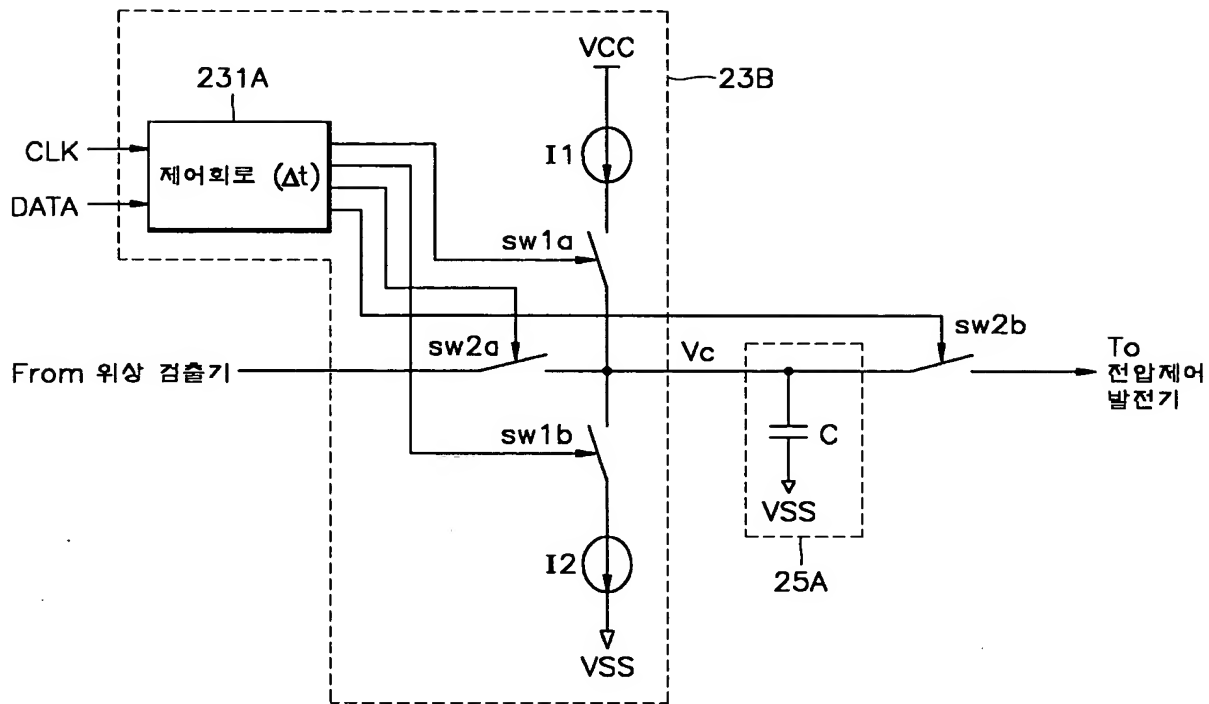 VCC
231A
23B
CLK
I1
제어회로 (Δt)
DATA
sw1a
sw2b
sw2a
Vc
From 위상 검출기
To
전압제어
발전기
sw1b
C
VSS
I2
25A
VSS